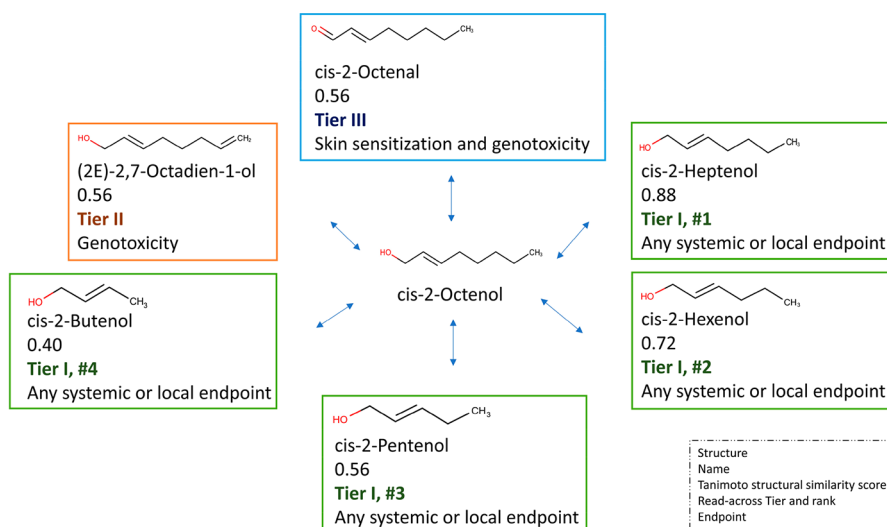 O
CH₃
cis-2-Octenal
0.56
Tier III
Skin sensitization and genotoxicity
HO
CH₂
(2E)-2,7-Octadien-1-ol
0.56
Tier II
Genotoxicity
HO
CH₃
cis-2-Heptenol
0.88
Tier I, #1
Any systemic or local endpoint
HO
CH₃
cis-2-Octenol
HO
CH₃
cis-2-Butenol
0.40
Tier I, #4
Any systemic or local endpoint
HO
CH₃
cis-2-Hexenol
0.72
Tier I, #2
Any systemic or local endpoint
HO
CH₃
cis-2-Pentenol
0.56
Tier I, #3
Any systemic or local endpoint
Structure
Name
Tanimoto structural similarity score
Read-across Tier and rank
Endpoint